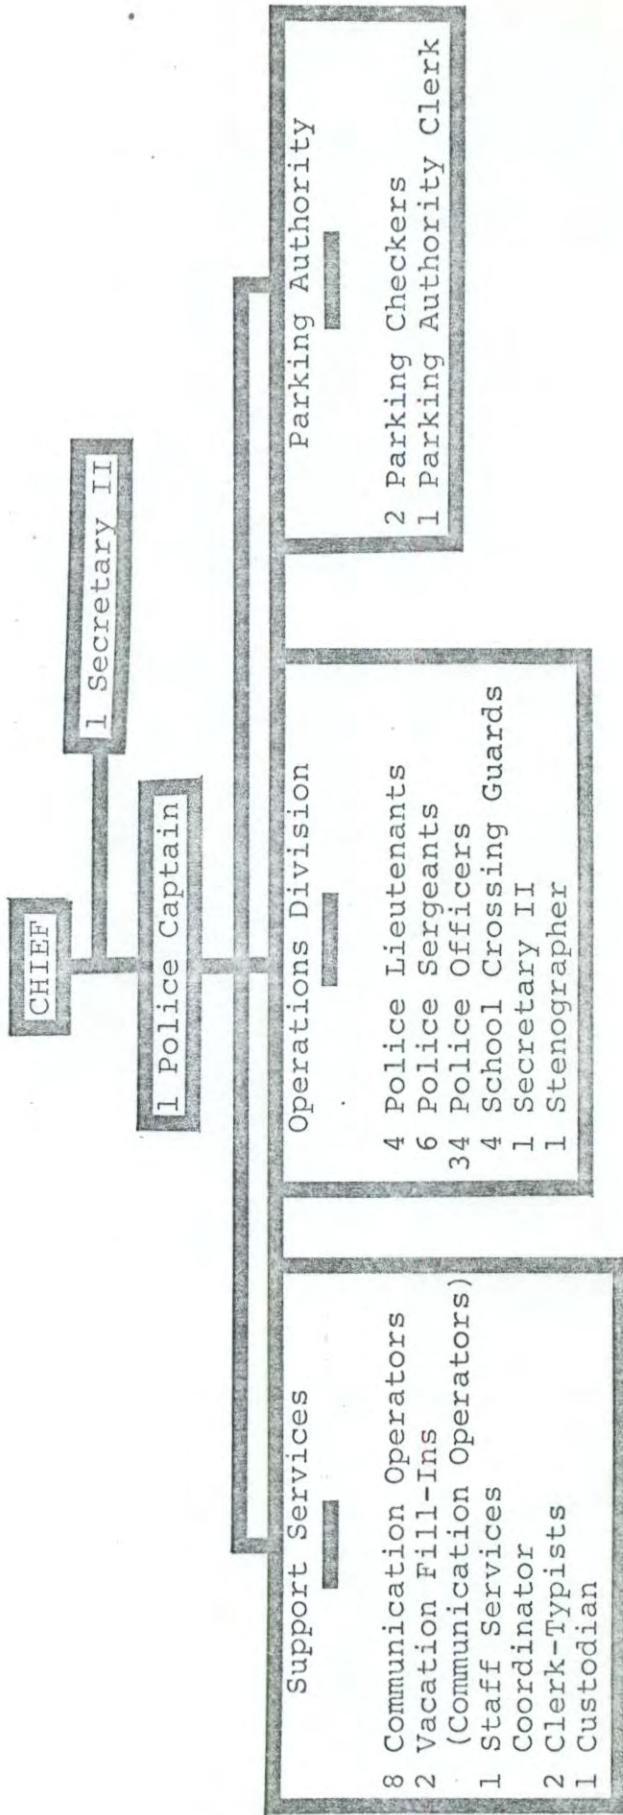 CHIEF
1 Secretary II
1 Police Captain
Support Services
8 Communication Operators
2 Vacation Fill-Ins
(Communication Operators)
1 Staff Services
Coordinator
2 Clerk-Typists
1 Custodian
Operations Division
4 Police Lieutenants
6 Police Sergeants
34 Police Officers
4 School Crossing Guards
1 Secretary II
1 Stenographer
Parking Authority
2 Parking Checkers
1 Parking Authority Clerk